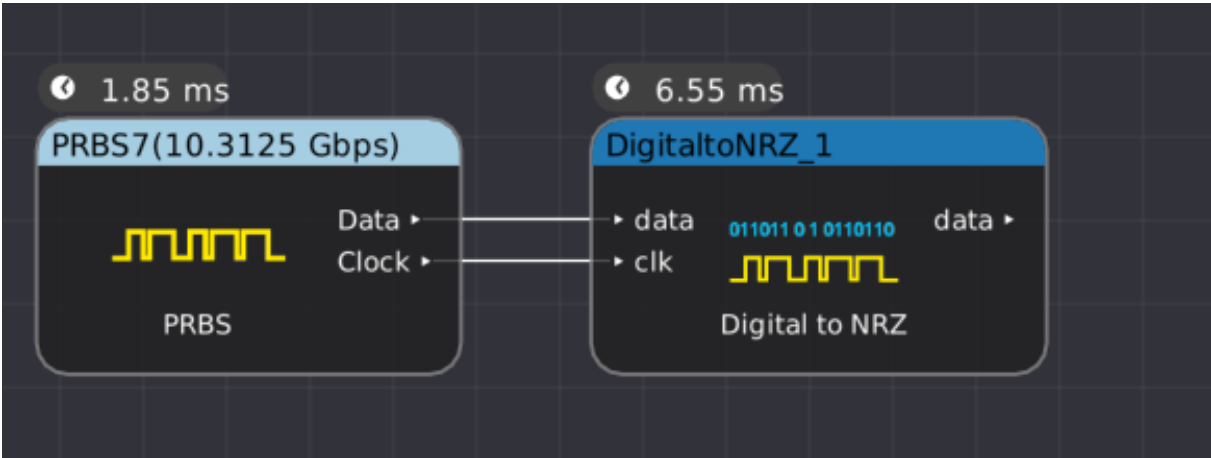 1.85 ms
PRBS7(10.3125 Gbps)
Data
Clock
PRBS
6.55 ms
DigitaltoNRZ_1
data
clk
011011 0 1 0110110
data
Digital to NRZ